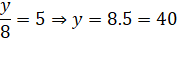 y/8 = 5 ⇒ y = 8.5 = 40